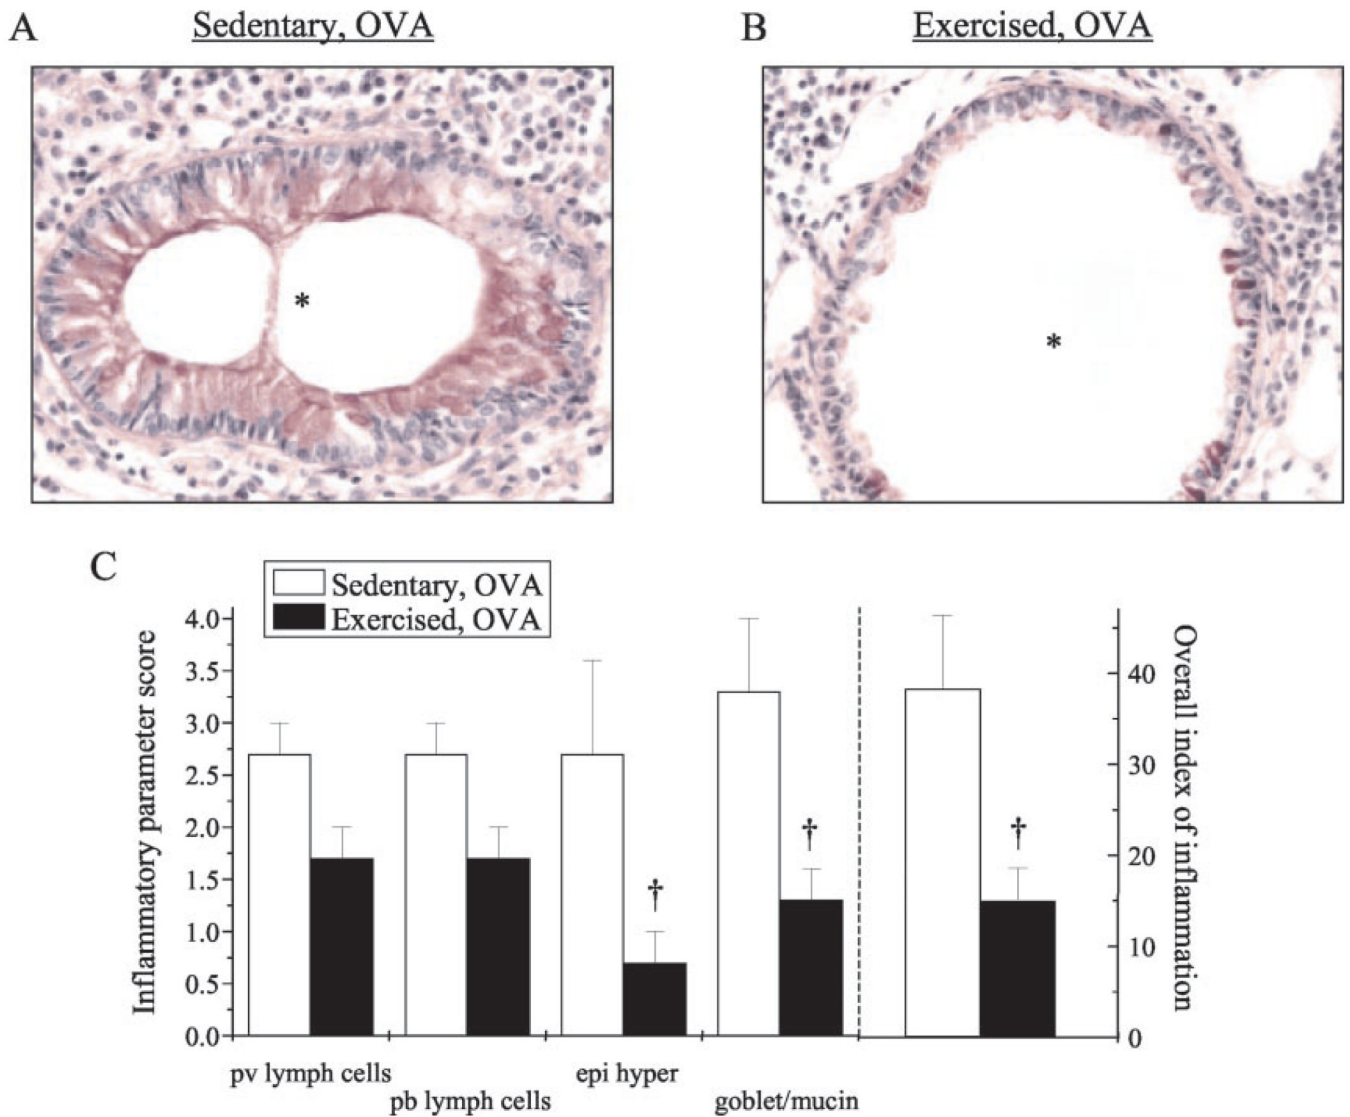 A
Sedentary, OVA
B
Exercised, OVA
*
*
C
Sedentary, OVA
Exercised, OVA
Inflammatory parameter score
4.0
3.5
3.0
2.5
2.0
1.5
1.0
0.5
0.0
†
†
†
40
30
20
10
0
Overall index of inflammation
pv lymph cells
pb lymph cells
epi hyper
goblet/mucin